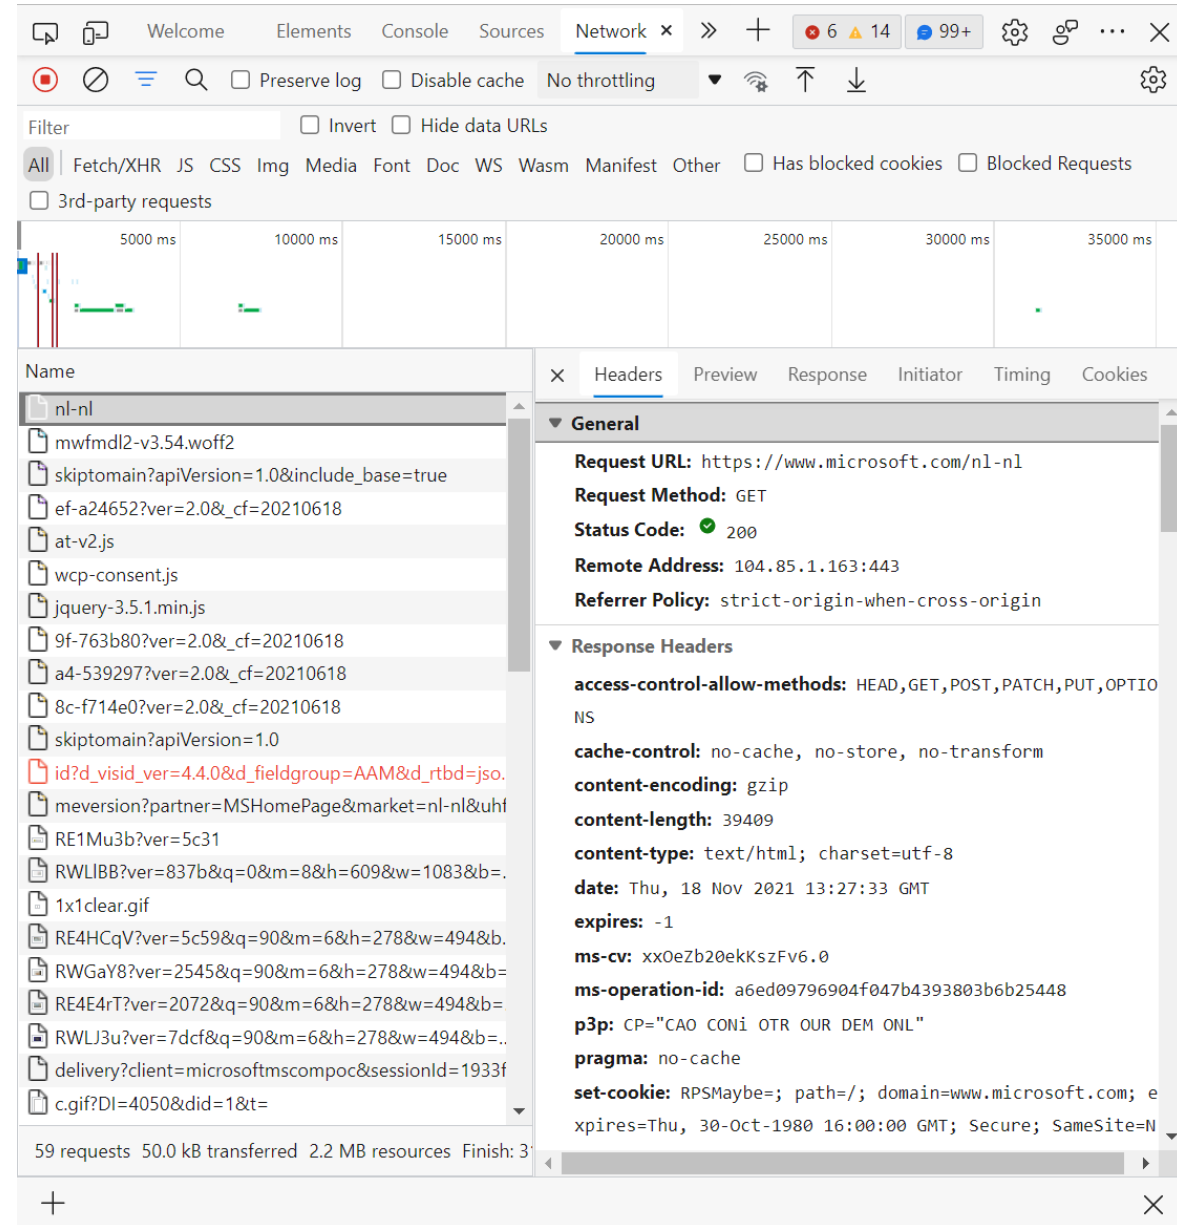 Welcome Elements Console Sources Network 6 14 99+
Preserve log Disable cache No throttling
Filter Invert Hide data URLs
All Fetch/XHR JS CSS Img Media Font Doc WS Wasm Manifest Other Has blocked cookies Blocked Requests
3rd-party requests
5000 ms 10000 ms 15000 ms 20000 ms 25000 ms 30000 ms 35000 ms
Name
nl-nl
mwfmdl2-v3.54.woff2
skiptomain?apiVersion=1.0&include_base=true
ef-a24652?ver=2.0&_cf=20210618
at-v2.js
wcp-consent.js
jquery-3.5.1.min.js
9f-763b80?ver=2.0&_cf=20210618
a4-539297?ver=2.0&_cf=20210618
8c-f714e0?ver=2.0&_cf=20210618
skiptomain?apiVersion=1.0
id?d_visid_ver=4.4.0&d_fieldgroup=AAM&d_rtbd=jso.
meversion?partner=MSHomePage&market=nl-nl&uhf
RE1Mu3b?ver=5c31
RWLlBB?ver=837b&q=0&m=8&h=609&w=1083&b=.
1x1clear.gif
RE4HCqV?ver=5c59&q=90&m=6&h=278&w=494&b.
RWGaY8?ver=2545&q=90&m=6&h=278&w=494&b=
RE4E4rT?ver=2072&q=90&m=6&h=278&w=494&b=
RWLJ3u?ver=7dcf&q=90&m=6&h=278&w=494&b=..
delivery?client=microsoftmscompoc&sessionId=1933f
c.gif?DI=4050&did=1&t=
59 requests 50.0 kB transferred 2.2 MB resources Finish: 3
Headers Preview Response Initiator Timing Cookies
General
Request URL: https://www.microsoft.com/nl-nl
Request Method: GET
Status Code: 200
Remote Address: 104.85.1.163:443
Referrer Policy: strict-origin-when-cross-origin
Response Headers
access-control-allow-methods: HEAD,GET,POST,PATCH,PUT,OPTIO
NS
cache-control: no-cache, no-store, no-transform
content-encoding: gzip
content-length: 39409
content-type: text/html; charset=utf-8
date: Thu, 18 Nov 2021 13:27:33 GMT
expires: -1
ms-cv: xxOeZb20ekKszFv6.0
ms-operation-id: a6ed09796904f047b4393803b6b25448
p3p: CP="CAO CONi OTR OUR DEM ONL"
pragma: no-cache
set-cookie: RPSMaybe=; path=/; domain=www.microsoft.com; e
xpires=Thu, 30-Oct-1980 16:00:00 GMT; Secure; SameSite=N